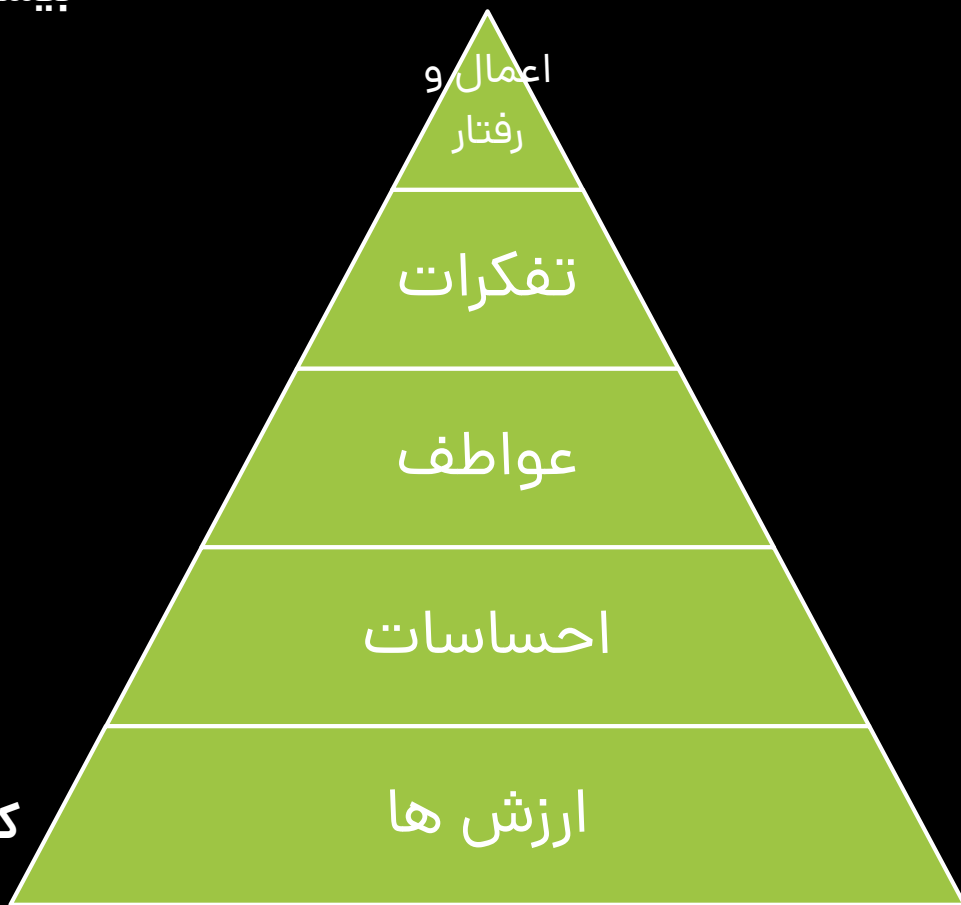 اعمال و
رفتار
تفکرات
عواطف
احساسات
ارزش ها